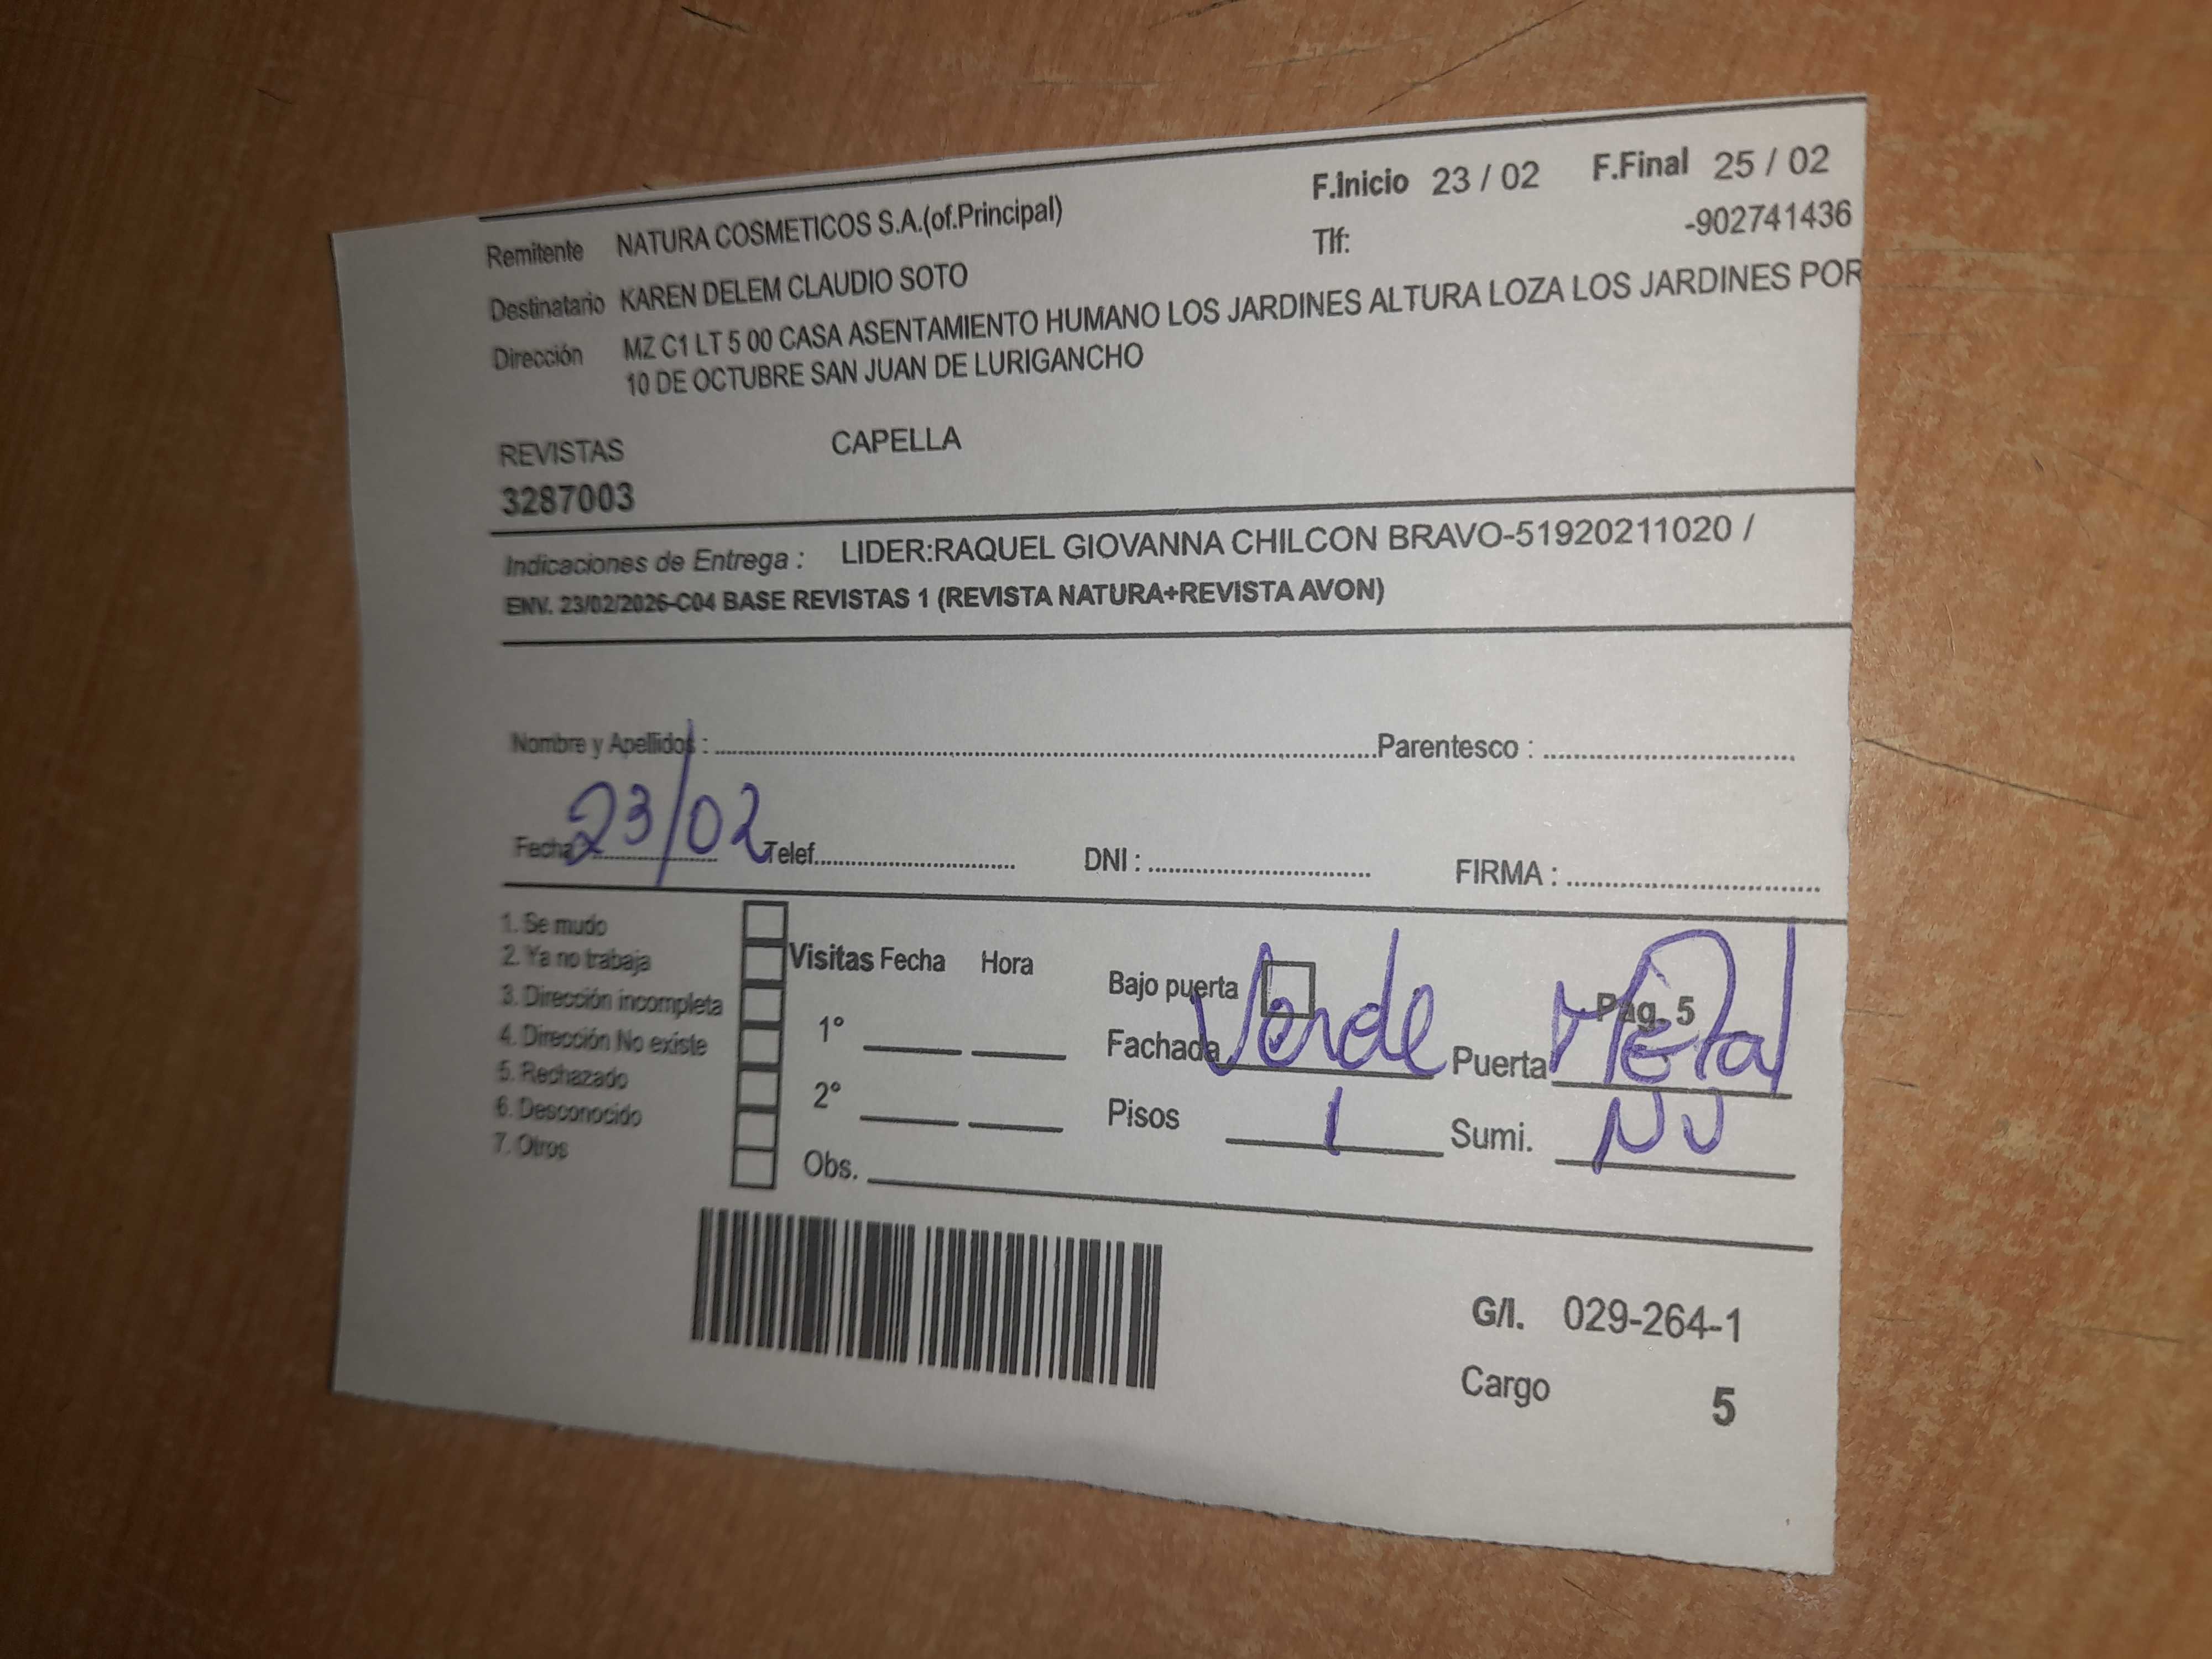 F.Inicio 23 / 02 F.Final 25 / 02
Remitente NATURA COSMETICOS S.A.(of.Principal) Tlf: -902741436
Destinatario KAREN DELEM CLAUDIO SOTO
Dirección MZ C1 LT 5 00 CASA ASENTAMIENTO HUMANO LOS JARDINES ALTURA LOZA LOS JARDINES POR
10 DE OCTUBRE SAN JUAN DE LURIGANCHO
REVISTAS CAPELLA
3287003
Indicaciones de Entrega : LIDER:RAQUEL GIOVANNA CHILCON BRAVO-51920211020 /
ENV. 23/02/2026-C04 BASE REVISTAS 1 (REVISTA NATURA+REVISTA AVON)
Nombre y Apellidos : Parentesco :
Fecha 23/02 Telef. DNI : FIRMA :
1. Se mudo
2. Ya no trabaja
3. Dirección incompleta
4. Dirección No existe
5. Rechazado
6. Desconocido
7. Otros
Visitas Fecha Hora
1°
2°
Obs.
Bajo puerta Pag. 5
Fachada Verde Puerta Metal
Pisos 1 Sumi.
G/I. 029-264-1
Cargo 5